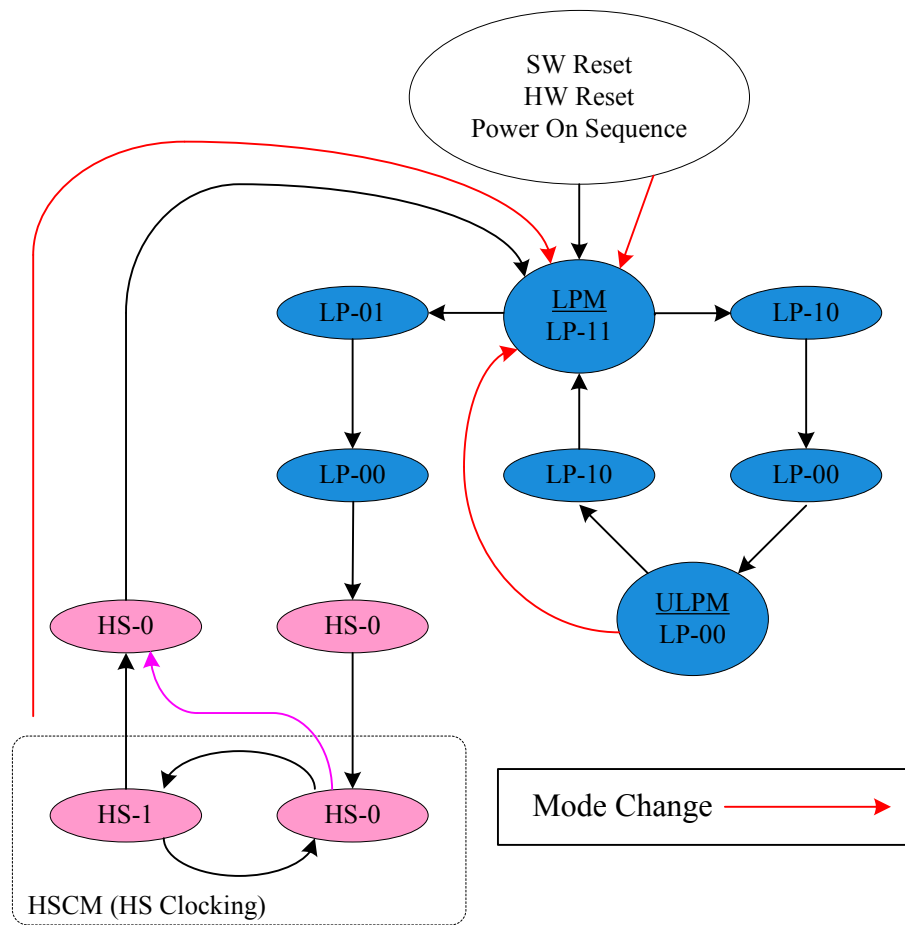 SW Reset
HW Reset
Power On Sequence
LP-01
LPM
LP-11
LP-10
LP-00
LP-10
LP-00
HS-0
HS-0
ULPM
LP-00
HS-1
HS-0
HSCM (HS Clocking)
Mode Change